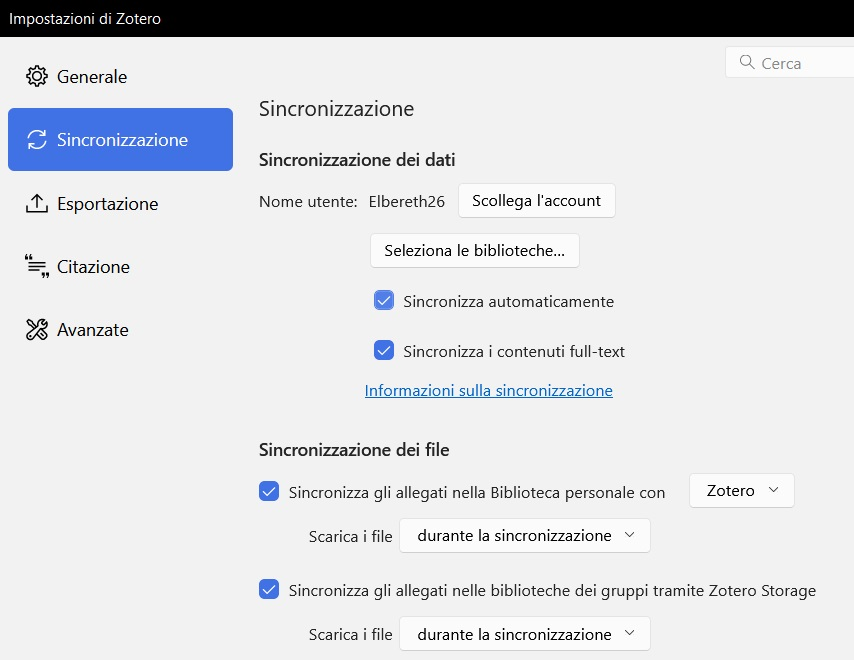 Impostazioni di Zotero
Cerca
Generale
Sincronizzazione
Esportazione
Citazione
Avanzate
Sincronizzazione
Sincronizzazione dei dati
Nome utente: Elbereth26 Scollega l'account
Seleziona le biblioteche...
Sincronizza automaticamente
Sincronizza i contenuti full-text
Informazioni sulla sincronizzazione
Sincronizzazione dei file
Sincronizza gli allegati nella Biblioteca personale con Zotero
Scarica i file durante la sincronizzazione
Sincronizza gli allegati nelle biblioteche dei gruppi tramite Zotero Storage
Scarica i file durante la sincronizzazione